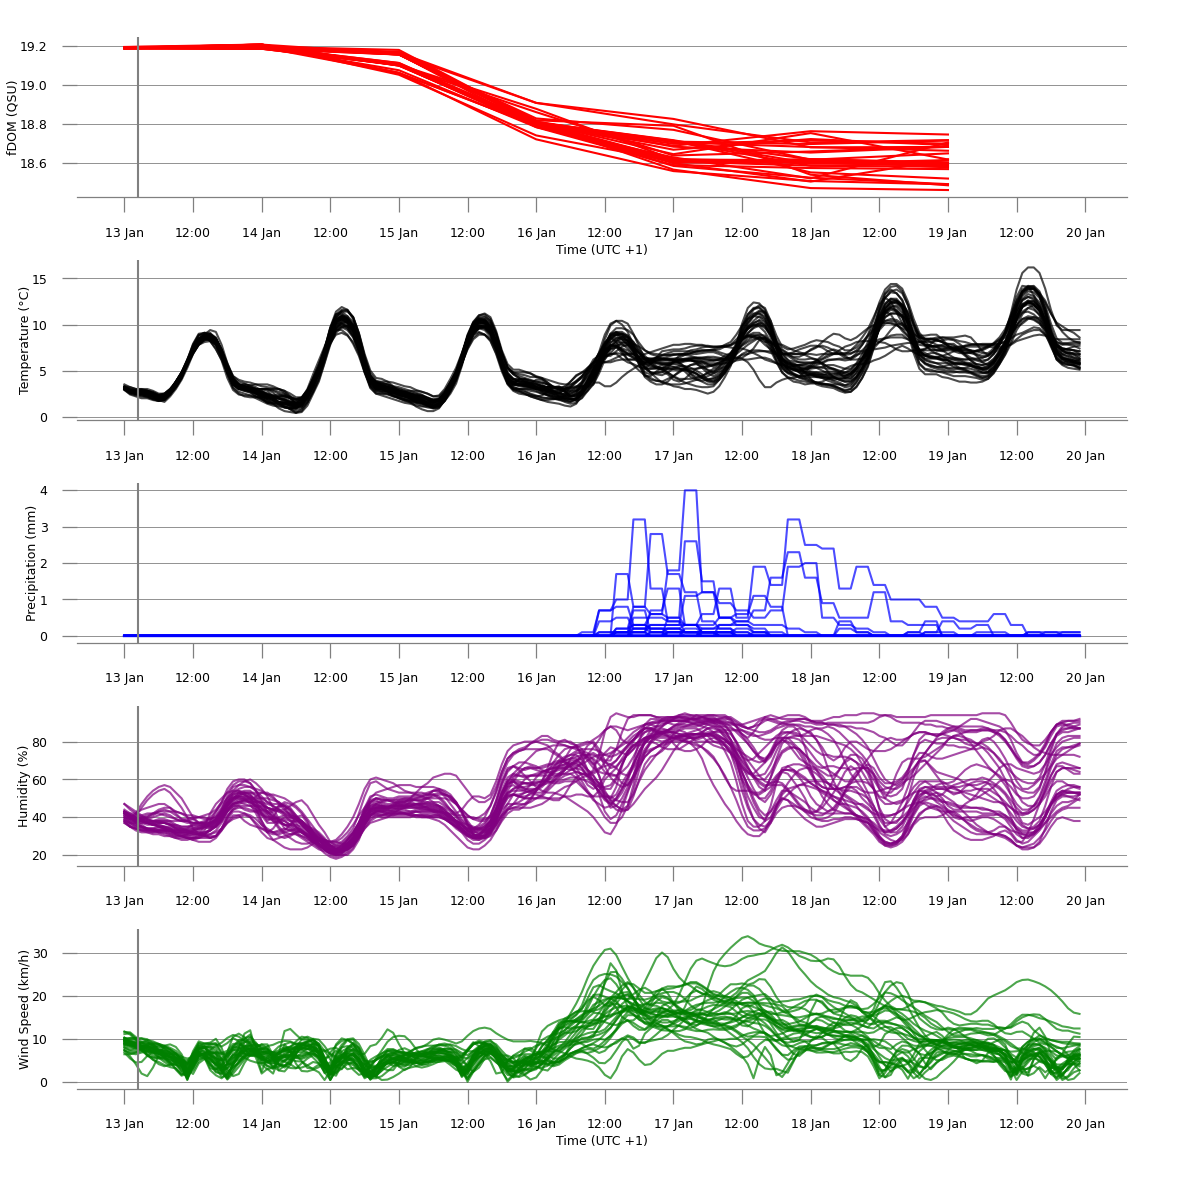 19.2
19.0
18.8
18.6
fDOM (QSU)
13 Jan 12:00 14 Jan 12:00 15 Jan 12:00 16 Jan 12:00 17 Jan 12:00 18 Jan 12:00 19 Jan 12:00 20 Jan
Time (UTC +1)
15
10
5
0
Temperature (°C)
13 Jan 12:00 14 Jan 12:00 15 Jan 12:00 16 Jan 12:00 17 Jan 12:00 18 Jan 12:00 19 Jan 12:00 20 Jan
4
3
2
1
0
Precipitation (mm)
13 Jan 12:00 14 Jan 12:00 15 Jan 12:00 16 Jan 12:00 17 Jan 12:00 18 Jan 12:00 19 Jan 12:00 20 Jan
80
60
40
20
Humidity (%)
13 Jan 12:00 14 Jan 12:00 15 Jan 12:00 16 Jan 12:00 17 Jan 12:00 18 Jan 12:00 19 Jan 12:00 20 Jan
30
20
10
0
Wind Speed (km/h)
13 Jan 12:00 14 Jan 12:00 15 Jan 12:00 16 Jan 12:00 17 Jan 12:00 18 Jan 12:00 19 Jan 12:00 20 Jan
Time (UTC +1)